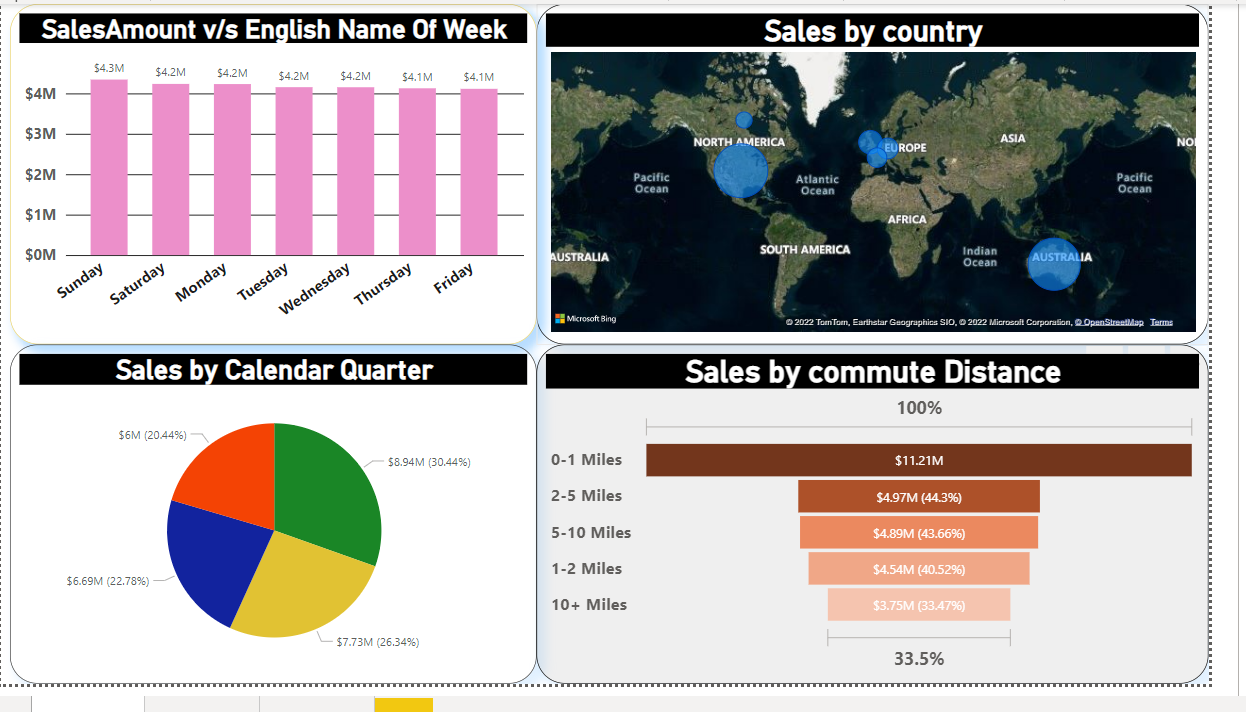 SalesAmount v/s English Name Of Week
$4.3M
$4.2M
$4.2M
$4.2M
$4.2M
$4.1M
$4.1M
$4M
$3M
$2M
$1M
$0M
Sunday
Saturday
Monday
Tuesday
Wednesday
Thursday
Friday
Sales by country
NORTH AMERICA
EUROPE
ASIA
NO
Pacific
Ocean
Atlantic
Ocean
Pacific
Ocean
AFRICA
SOUTH AMERICA
Indian
Ocean
AUSTRALIA
AUSTRALIA
Microsoft Bing
© 2022 TomTom, Earthstar Geographics SIO, © 2022 Microsoft Corporation, © OpenStreetMap Terms
Sales by Calendar Quarter
$6M (20.44%)
$8.94M (30.44%)
$6.69M (22.78%)
$7.73M (26.34%)
Sales by commute Distance
100%
0-1 Miles $11.21M
2-5 Miles $4.97M (44.3%)
5-10 Miles $4.89M (43.66%)
1-2 Miles $4.54M (40.52%)
10+ Miles $3.75M (33.47%)
33.5%